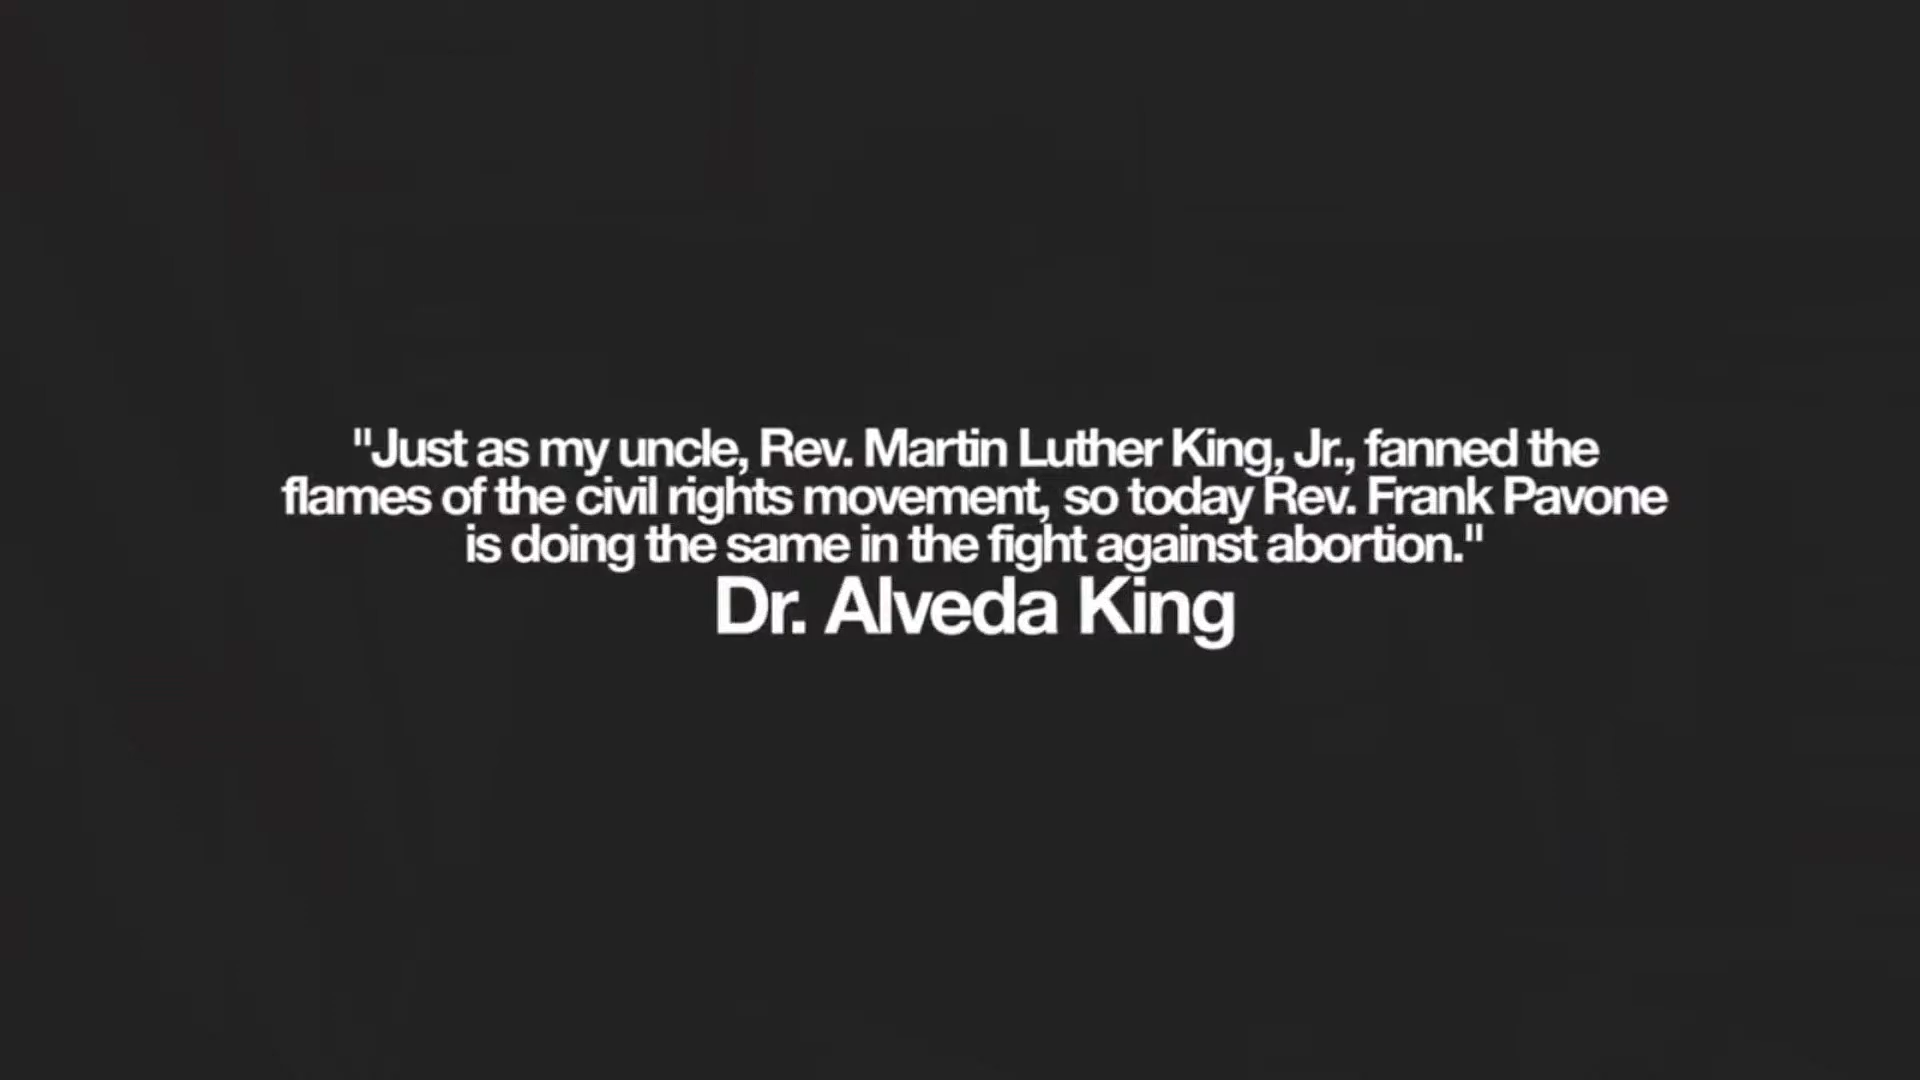 "Just as my uncle, Rev. Martin Luther King, Jr., fanned the
flames of the civil rights movement, so today Rev. Frank Pavone
is doing the same in the fight against abortion."
Dr. Alveda King